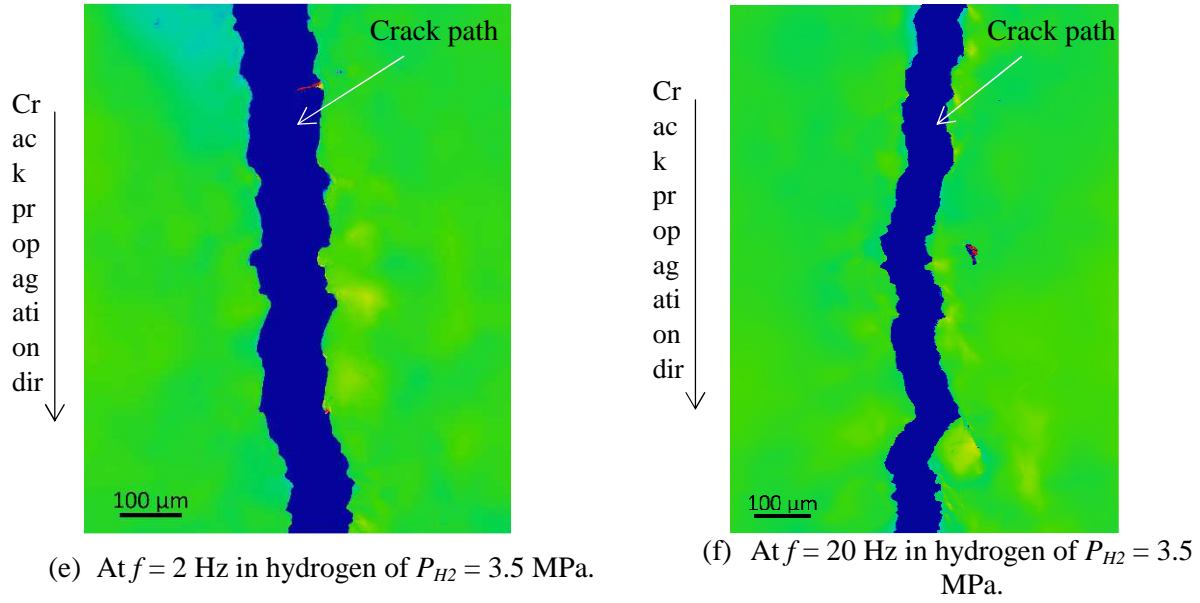 Crack path
Cr
ac
k
pr
op
ag
ati
on
dir
100 µm
(e) At f = 2 Hz in hydrogen of PH2 = 3.5 MPa.
Crack path
Cr
ac
k
pr
op
ag
ati
on
dir
100 µm
(f) At f = 20 Hz in hydrogen of PH2 = 3.5
MPa.